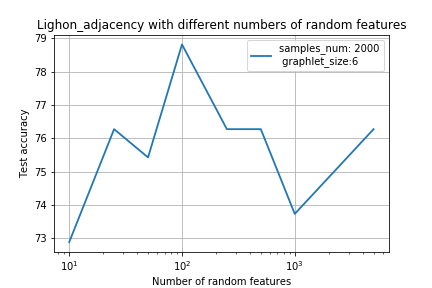 Lighon_adjacency with different numbers of random features
79
78
77
76
75
74
73
Test accuracy
samples_num: 2000
graphlet_size:6
10¹
10²
10³
Number of random features